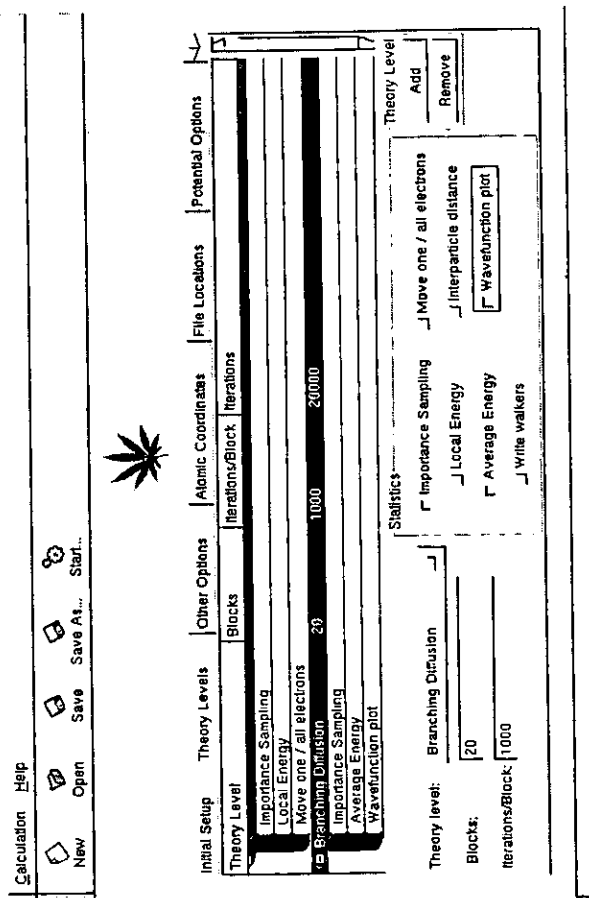 Calculation Help
New Open Save Save As... Start...
Initial Setup Theory Levels Other Options Atomic Coordinates File Locations Potential Options
Theory Level Blocks Iterations/Block Iterations
Importance Sampling
Local Energy
Move one / all electrons
Branching Diffusion 20 1000 20000
Importance Sampling
Average Energy
Wavefunction plot
Theory level: Branching Diffusion
Blocks: 20
Iterations/Block: 1000
Statistics
Importance Sampling Move one / all electrons
Local Energy Interparticle distance
Average Energy Wavefunction plot
Write walkers
Theory Level
Add
Remove